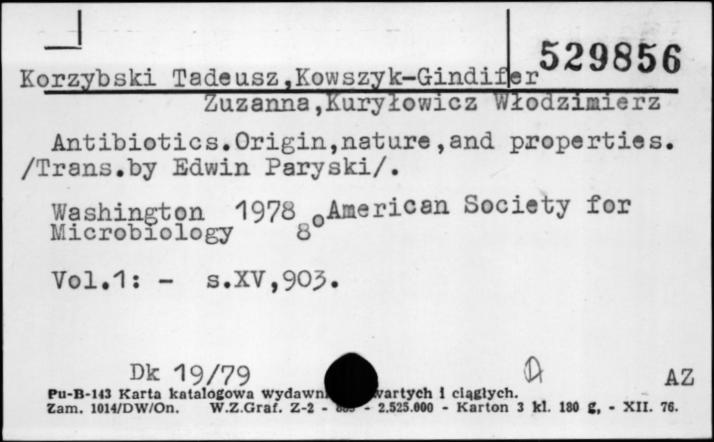 529856
Korzybski Tadeusz,Kowszyk-Gindifer
Zuzanna,Kuryłowicz Włodzimierz
Antibiotics.Origin,nature,and properties.
/Trans.by Edwin Paryski/.
Washington 1978 American Society for
Microbiology 8°
Vol.1: - s.XV,903.
Dk 19/79
AZ
Pu-B-143 Karta katalogowa wydawn wartych i ciągłych.
Zam. 1014/DW/On. W.Z.Graf. Z-2 - - 2.525.000 - Karton 3 kl. 180 g, - XII. 76.